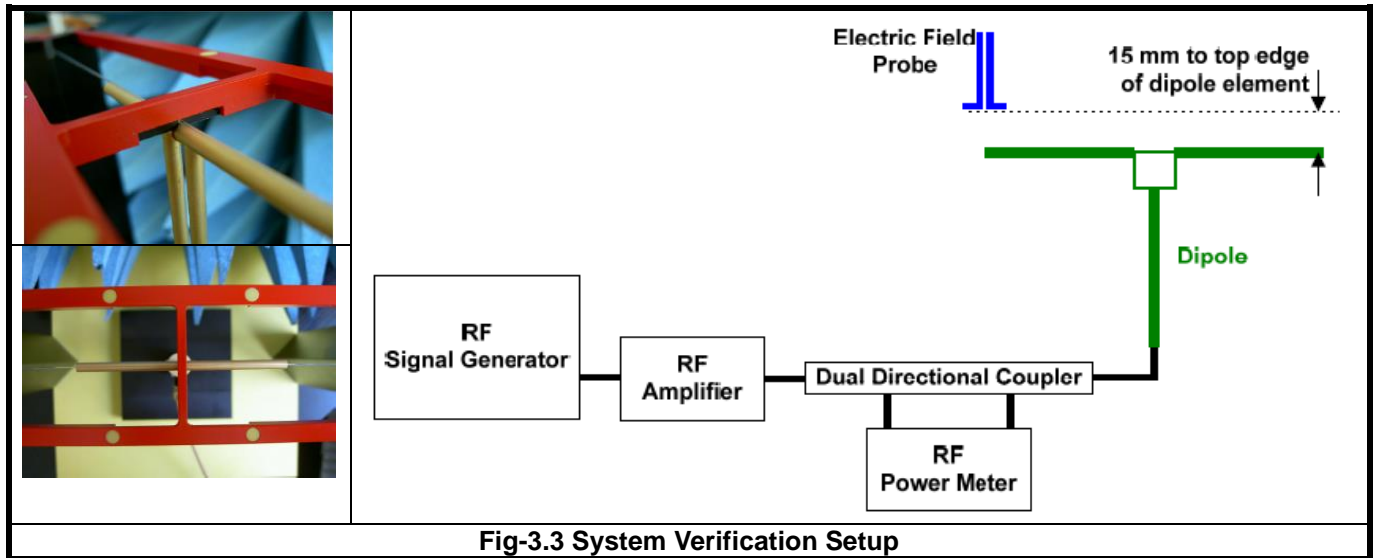 Electric Field
Probe
15 mm to top edge
of dipole element
Dipole
RF
Signal Generator
RF
Amplifier
Dual Directional Coupler
RF
Power Meter
Fig-3.3 System Verification Setup